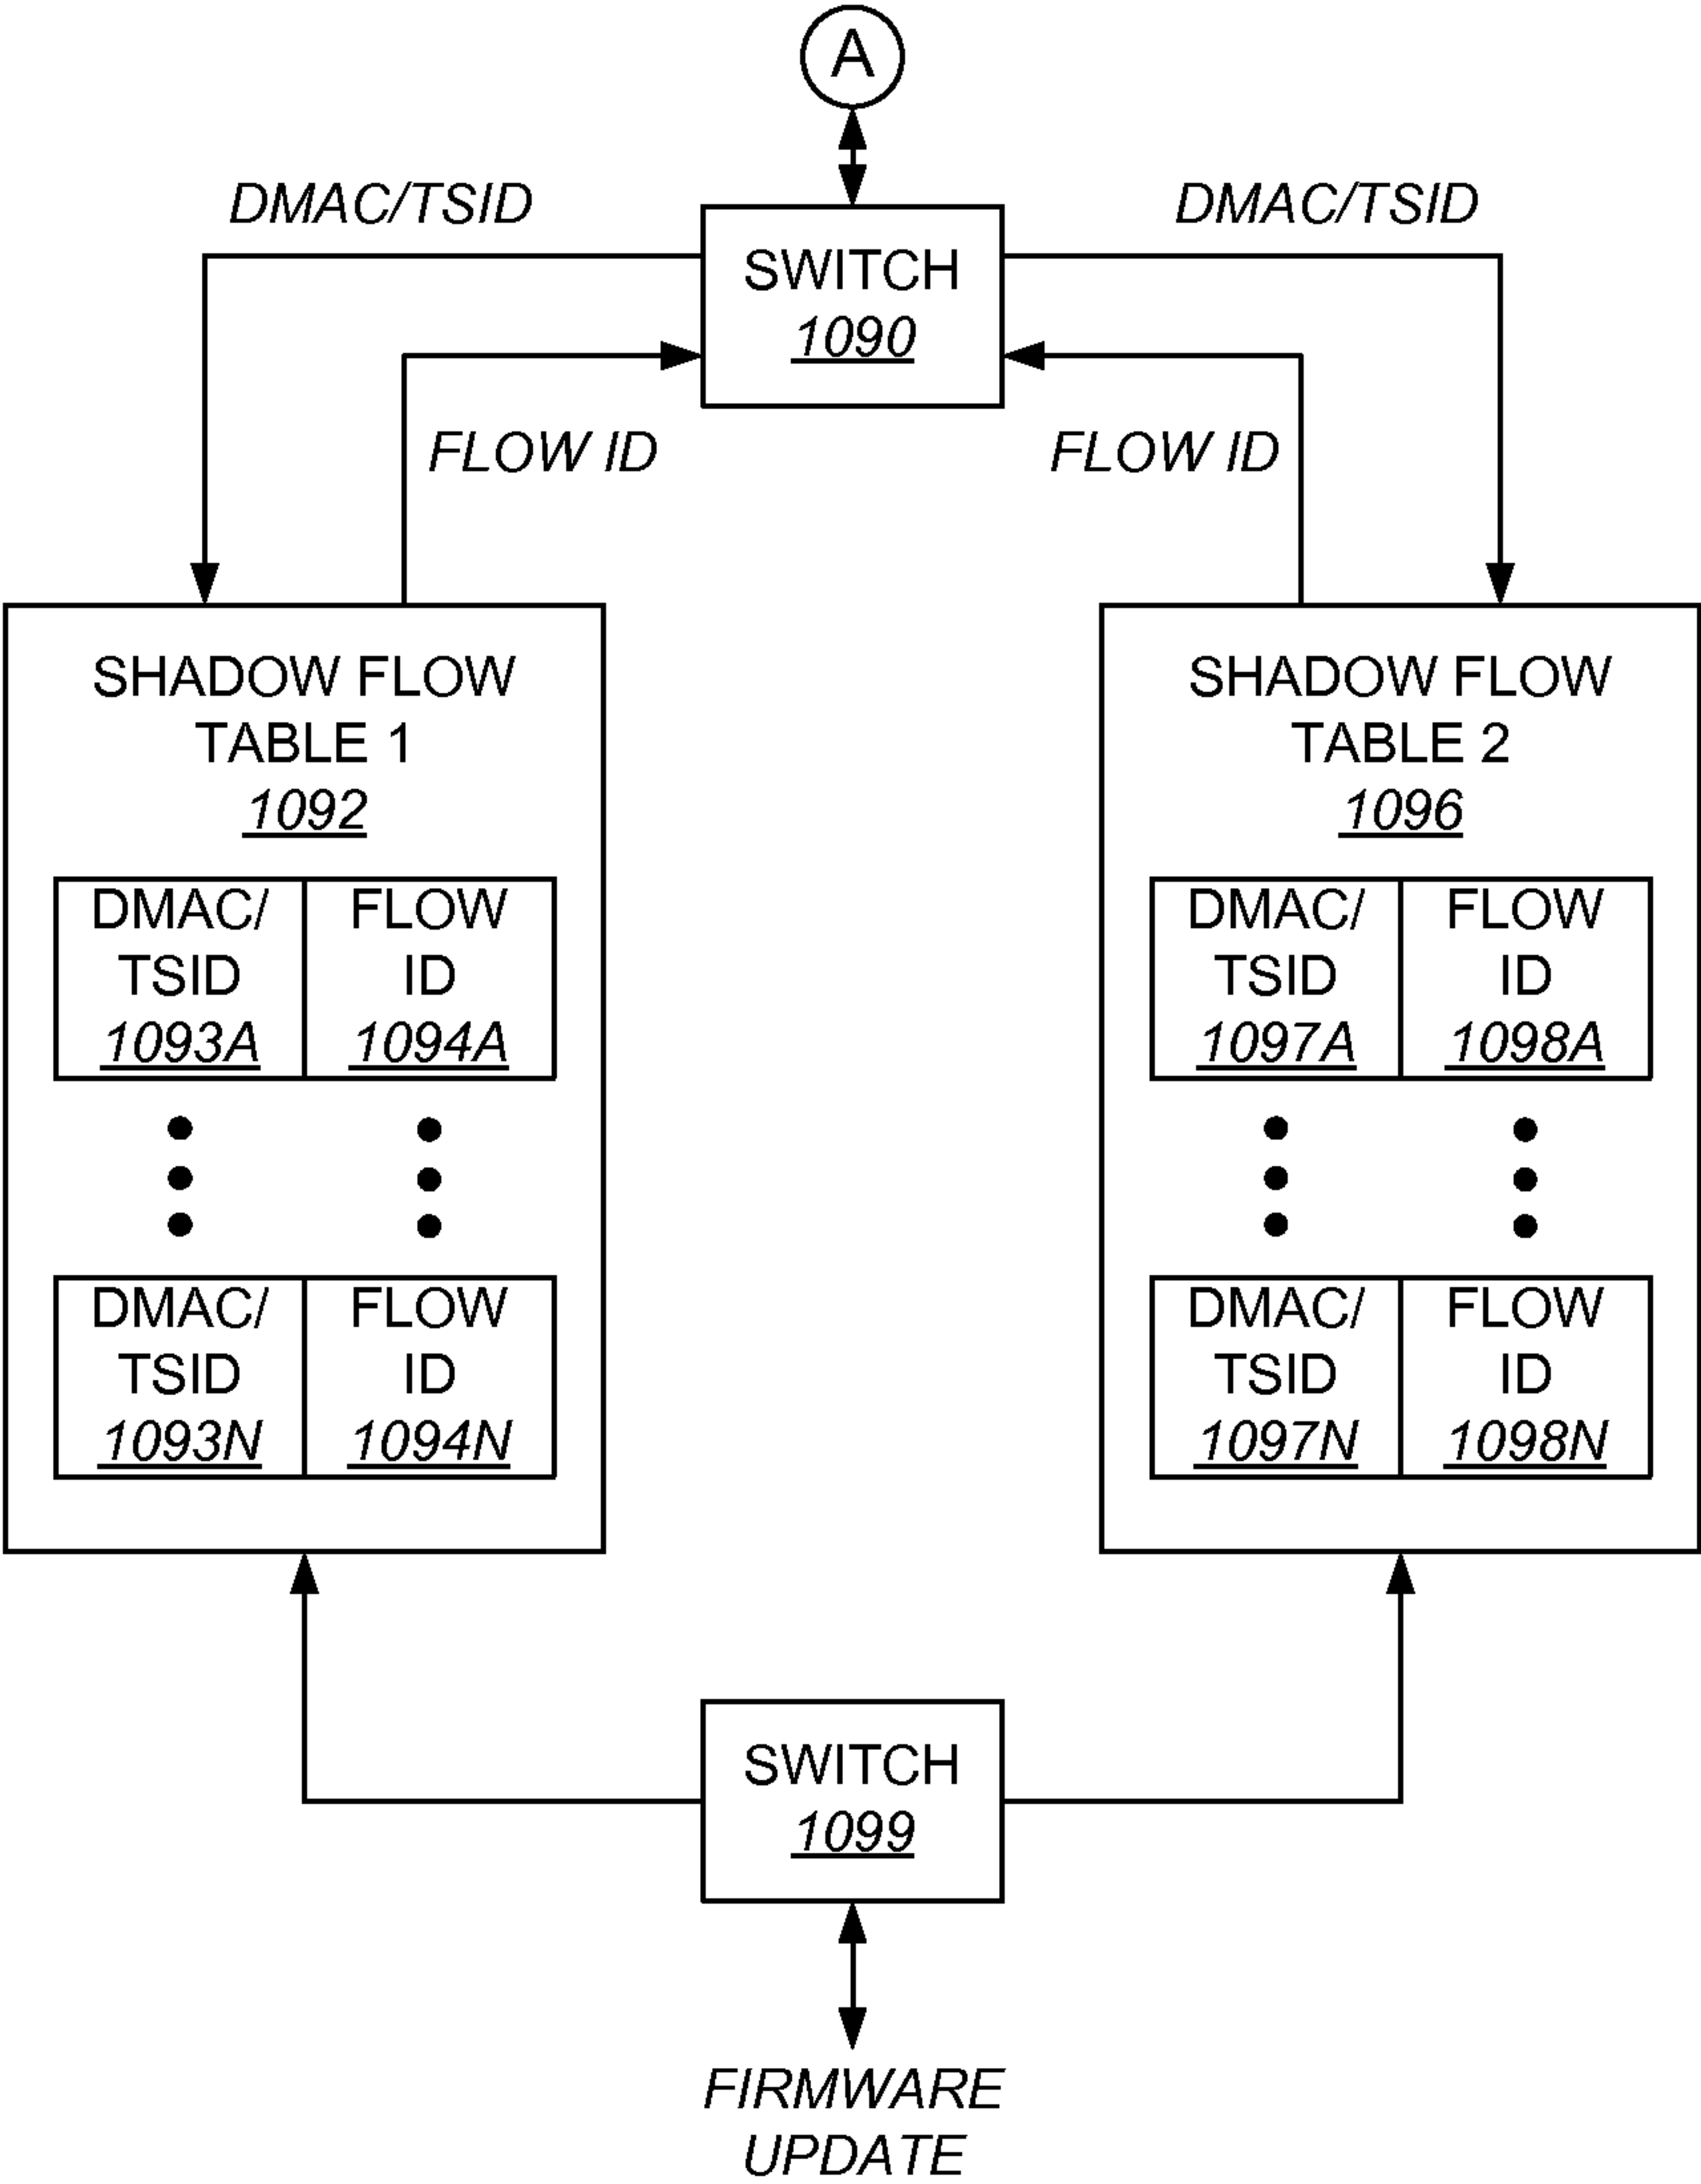 A
DMAC/TSID
DMAC/TSID
SWITCH
1090
FLOW ID
FLOW ID
SHADOW FLOW
TABLE 1
1092
DMAC/
TSID
1093A
FLOW
ID
1094A
DMAC/
TSID
1093N
FLOW
ID
1094N
SHADOW FLOW
TABLE 2
1096
DMAC/
TSID
1097A
FLOW
ID
1098A
DMAC/
TSID
1097N
FLOW
ID
1098N
SWITCH
1099
FIRMWARE
UPDATE